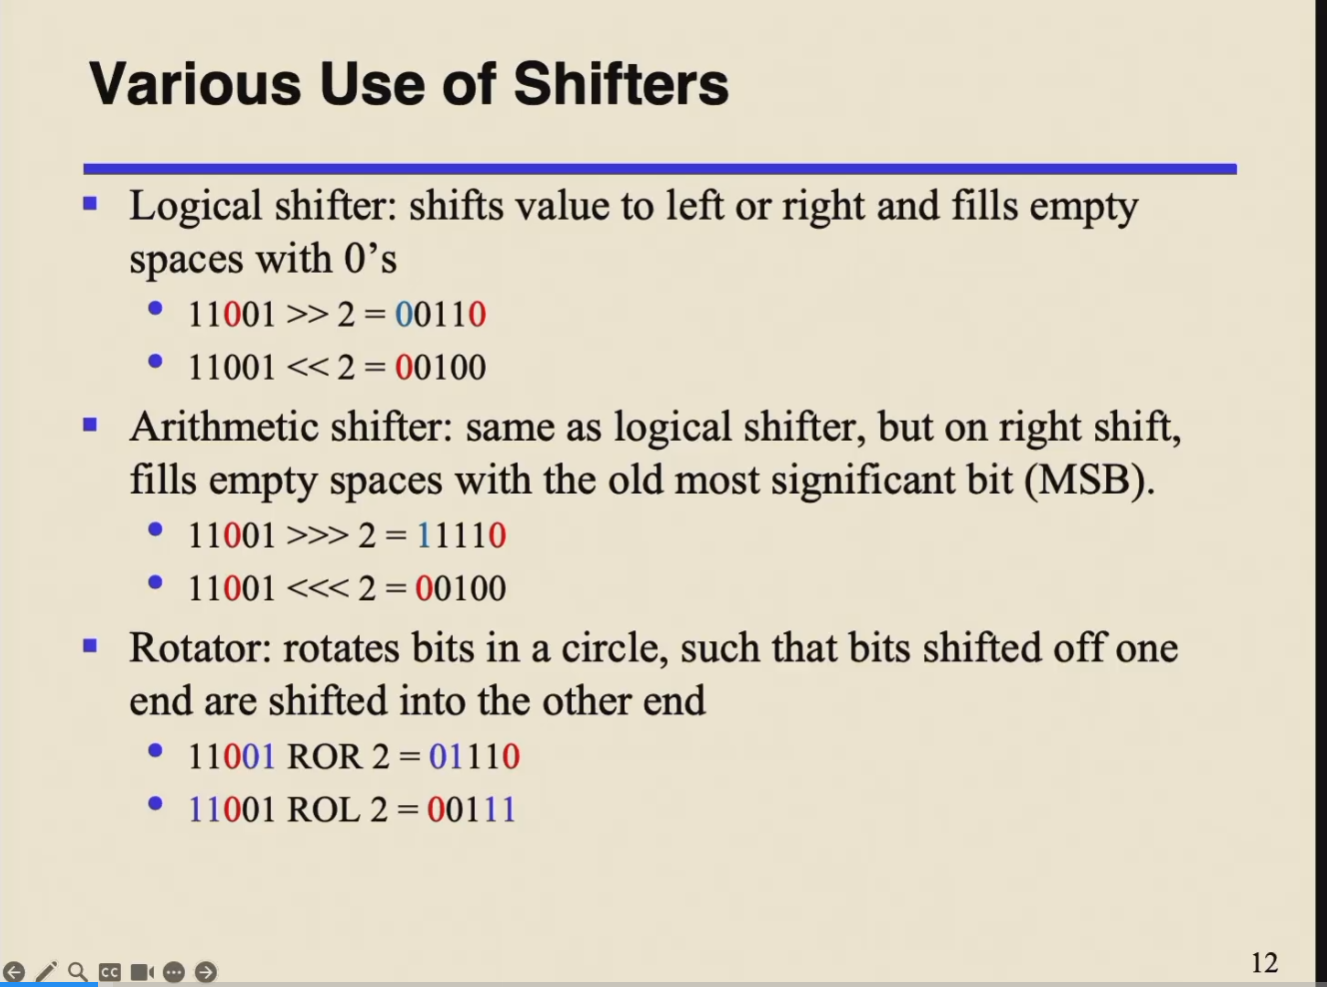 Various Use of Shifters
Logical shifter: shifts value to left or right and fills empty
spaces with 0’s
11001 >> 2 = 00110
11001 << 2 = 00100
Arithmetic shifter: same as logical shifter, but on right shift,
fills empty spaces with the old most significant bit (MSB).
11001 >>> 2 = 11110
11001 <<< 2 = 00100
Rotator: rotates bits in a circle, such that bits shifted off one
end are shifted into the other end
11001 ROR 2 = 01110
11001 ROL 2 = 00111
12
CC